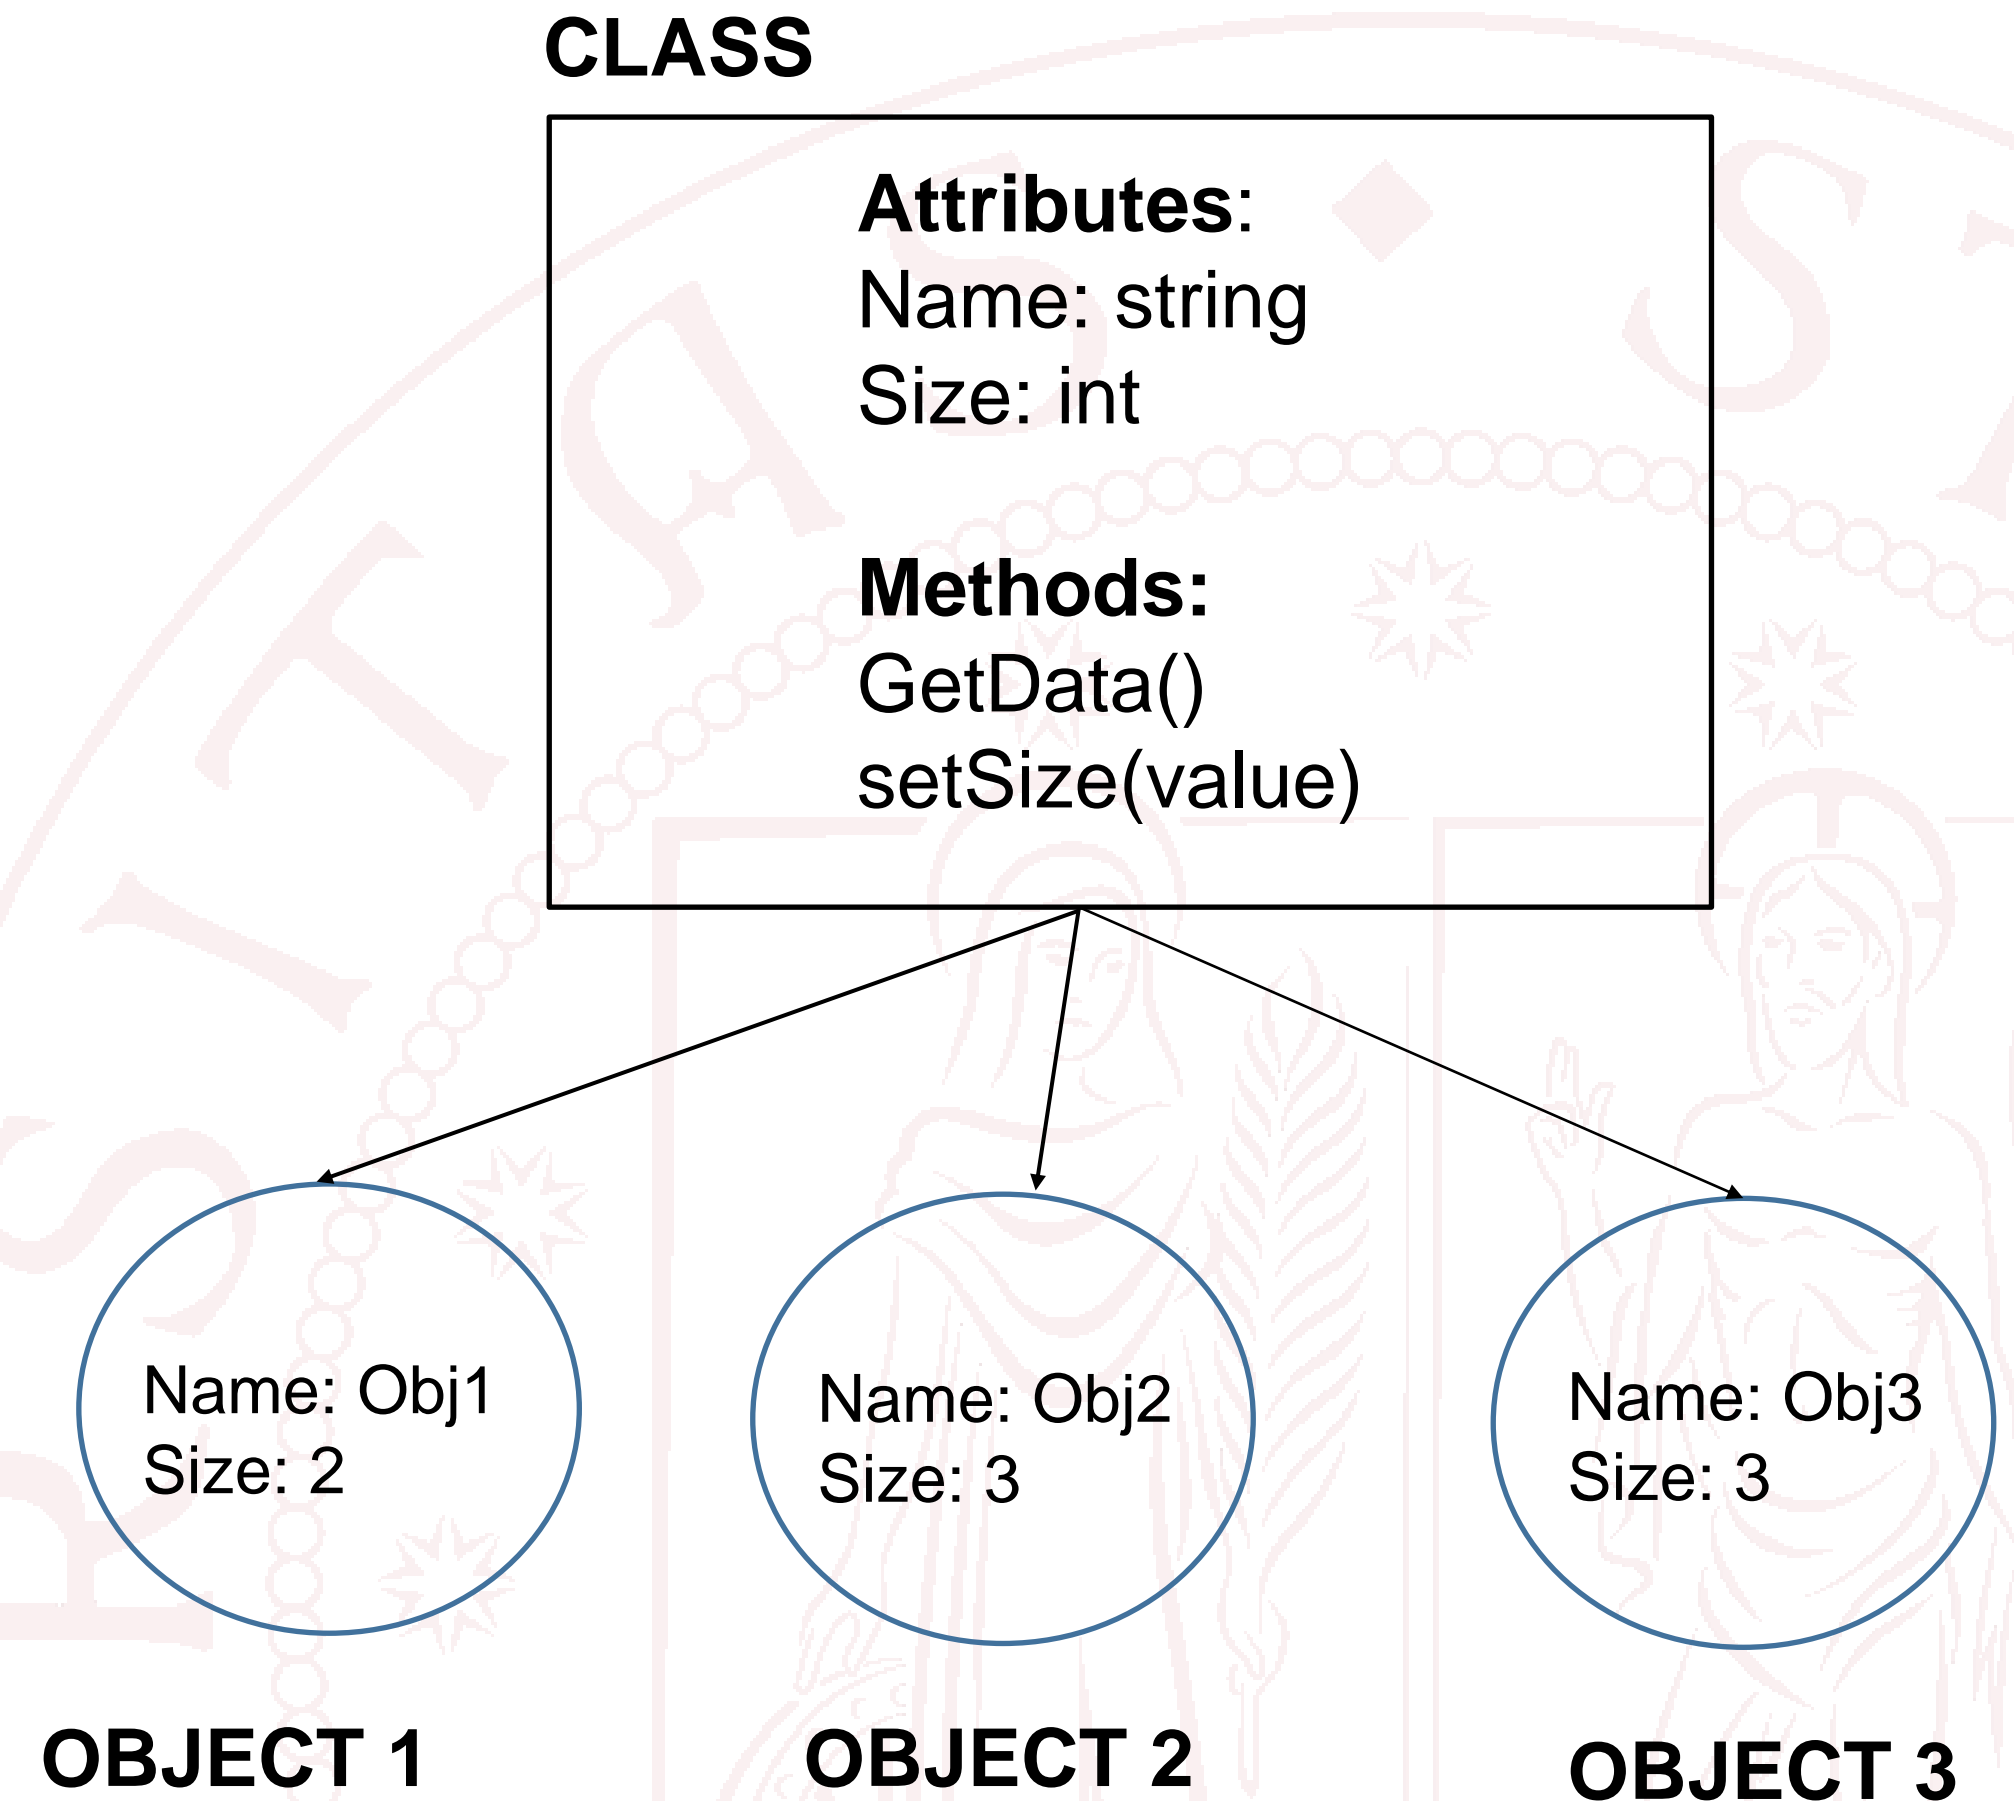 CLASS
Attributes:
Name: string
Size: int
Methods:
GetData()
setSize(value)
Name: Obj1
Size: 2
Name: Obj2
Size: 3
Name: Obj3
Size: 3
OBJECT 1
OBJECT 2
OBJECT 3